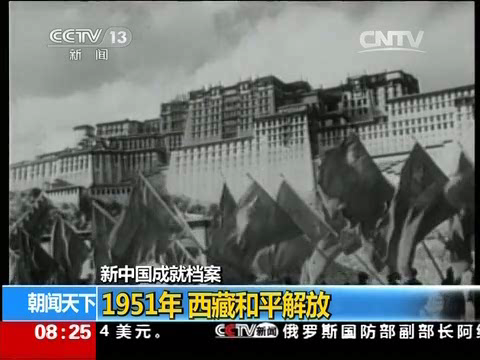 CCTV 13
新闻
CNTV
新中国成就档案
朝闻天下
1951年 西藏和平解放
08:25
4美元。
CCTV新闻
俄罗斯国防部副部长阿纟